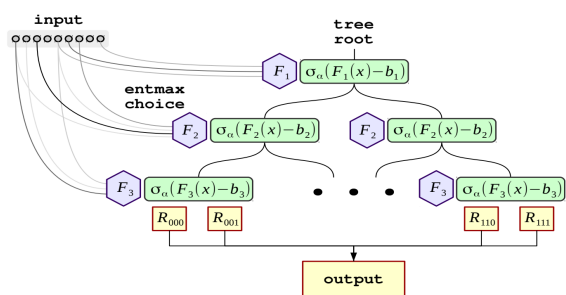 input
tree
root
F₁ σα(F₁(x)−b₁)
entmax
choice
F₂ σα(F₂(x)−b₂) F₂ σα(F₂(x)−b₂)
F₃ σα(F₃(x)−b₃) • • • F₃ σα(F₃(x)−b₃)
R₀₀₀ R₀₀₁ R₁₁₀ R₁₁₁
output